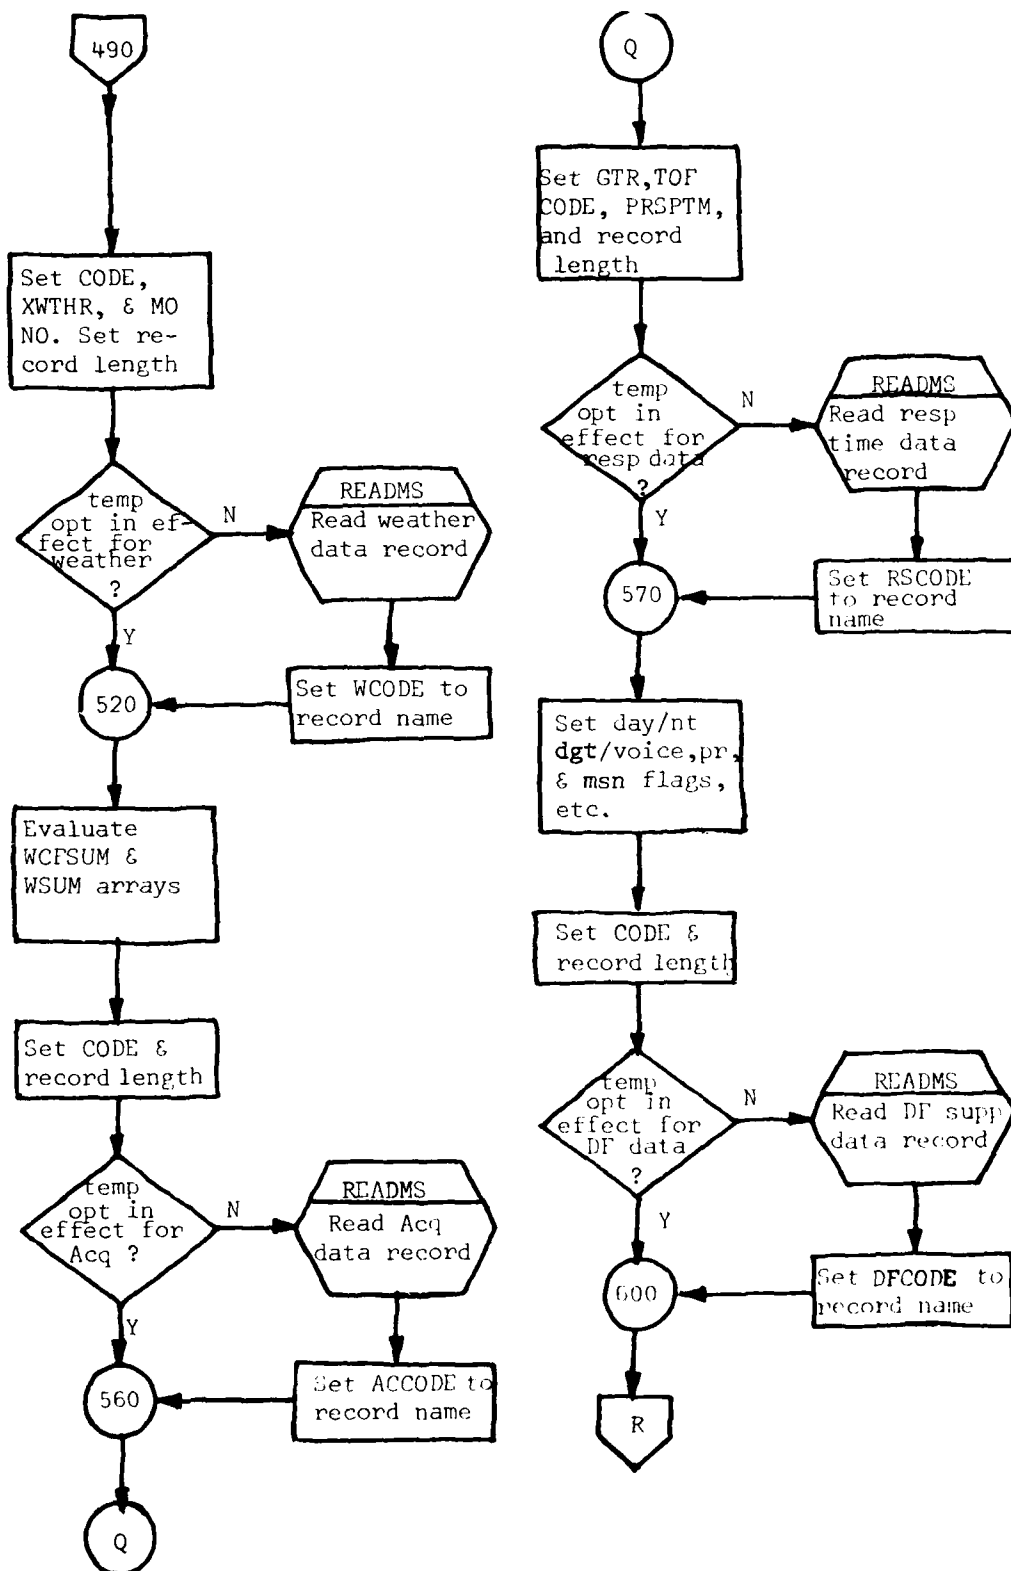 490
Set CODE,
XWTHR, & MO
NO. Set re-
cord length
temp
opt in ef-
fect for
weather
?
N
READMS
Read weather
data record
Y
520
Set WCODE to
record name
Evaluate
WCFSUM &
WSUM arrays
Set CODE &
record length
temp
opt in
effect for
Acq ?
N
READMS
Read Acq
data record
Y
560
Set ACCODE to
record name
Q
Q
Set GTR,TOF
CODE, PRSPTM,
and record
length
temp
opt in
effect for
resp data
?
N
READMS
Read resp
time data
record
Y
570
Set RSCODE
to record
name
Set day/nt
dgt/voice,pr,
& msn flags,
etc.
Set CODE &
record length
temp
opt in
effect for
DF data
?
N
READMS
Read DF supp
data record
Y
600
Set DFCODE to
record name
R